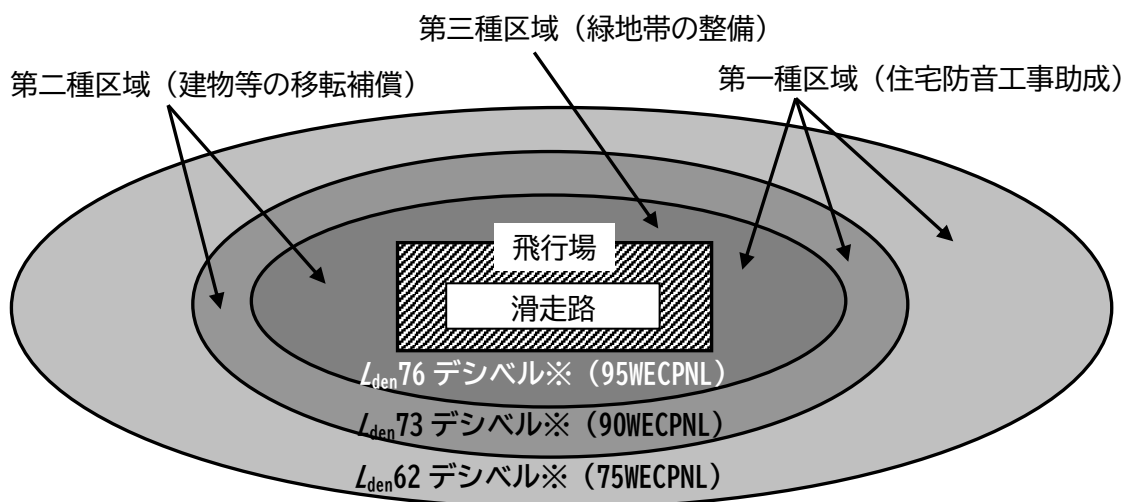 第三種区域（緑地帯の整備）
第二種区域（建物等の移転補償）
第一種区域（住宅防音工事助成）
飛行場
滑走路
Lden76 デシベル※（95WECPNL）
Lden73 デシベル※（90WECPNL）
Lden62 デシベル※（75WECPNL）